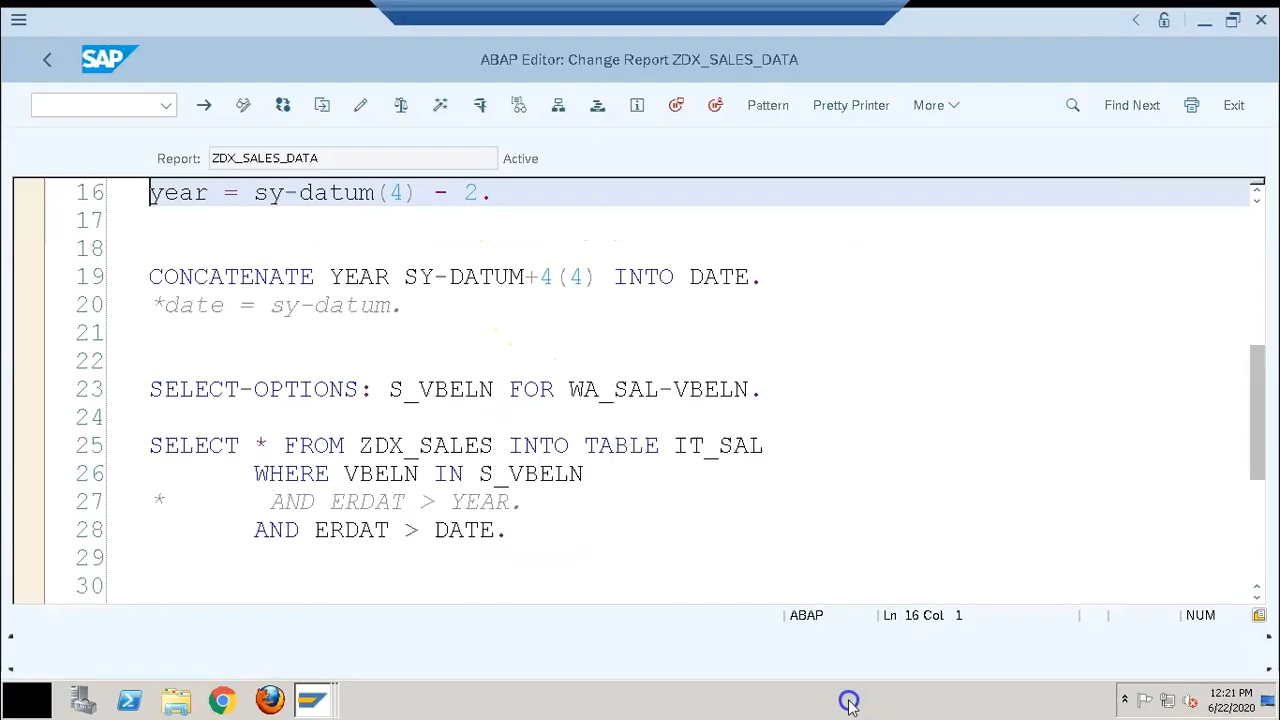 SAP
ABAP Editor: Change Report ZDX_SALES_DATA
Pattern Pretty Printer More Find Next Exit
Report: ZDX_SALES_DATA Active
16 year = sy-datum(4) - 2.
17
18
19 CONCATENATE YEAR SY-DATUM+4(4) INTO DATE.
20 *date = sy-datum.
21
22
23 SELECT-OPTIONS: S_VBELN FOR WA_SAL-VBELN.
24
25 SELECT * FROM ZDX_SALES INTO TABLE IT_SAL
26 WHERE VBELN IN S_VBELN
27 * AND ERDAT > YEAR.
28 AND ERDAT > DATE.
29
30
ABAP Ln 16 Col 1 NUM
12:21 PM
6/22/2020